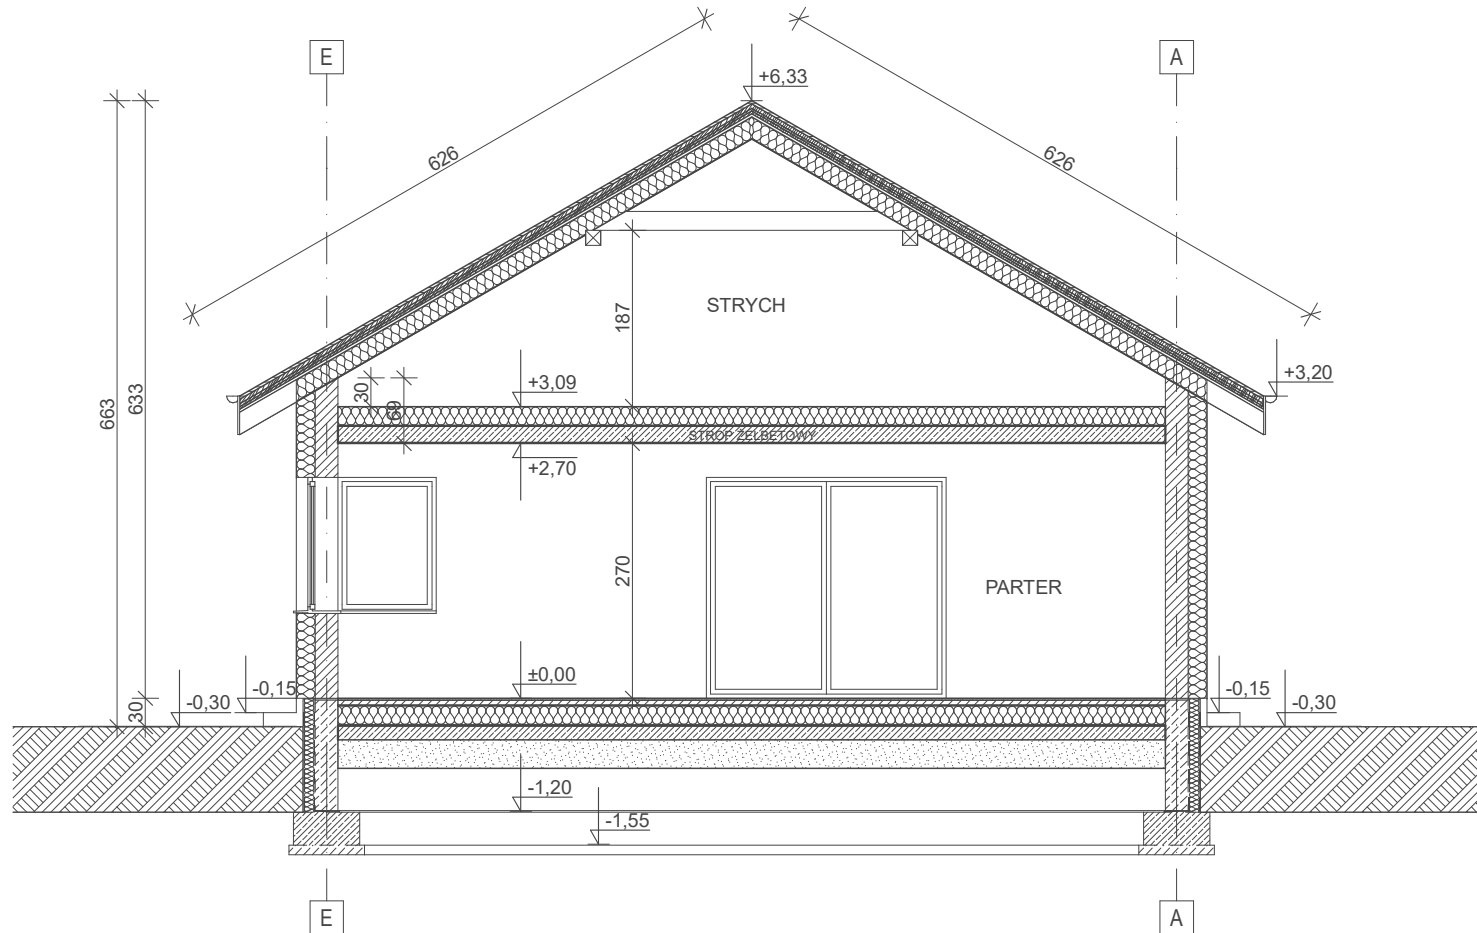 E
A
+6,33
626
626
663
633
187
STRYCH
30
69
+3,09
+3,20
STROP ŻELBETOWY
+2,70
270
PARTER
±0,00
-0,30
-0,15
30
-0,15
-0,30
-1,20
-1,55
E
A